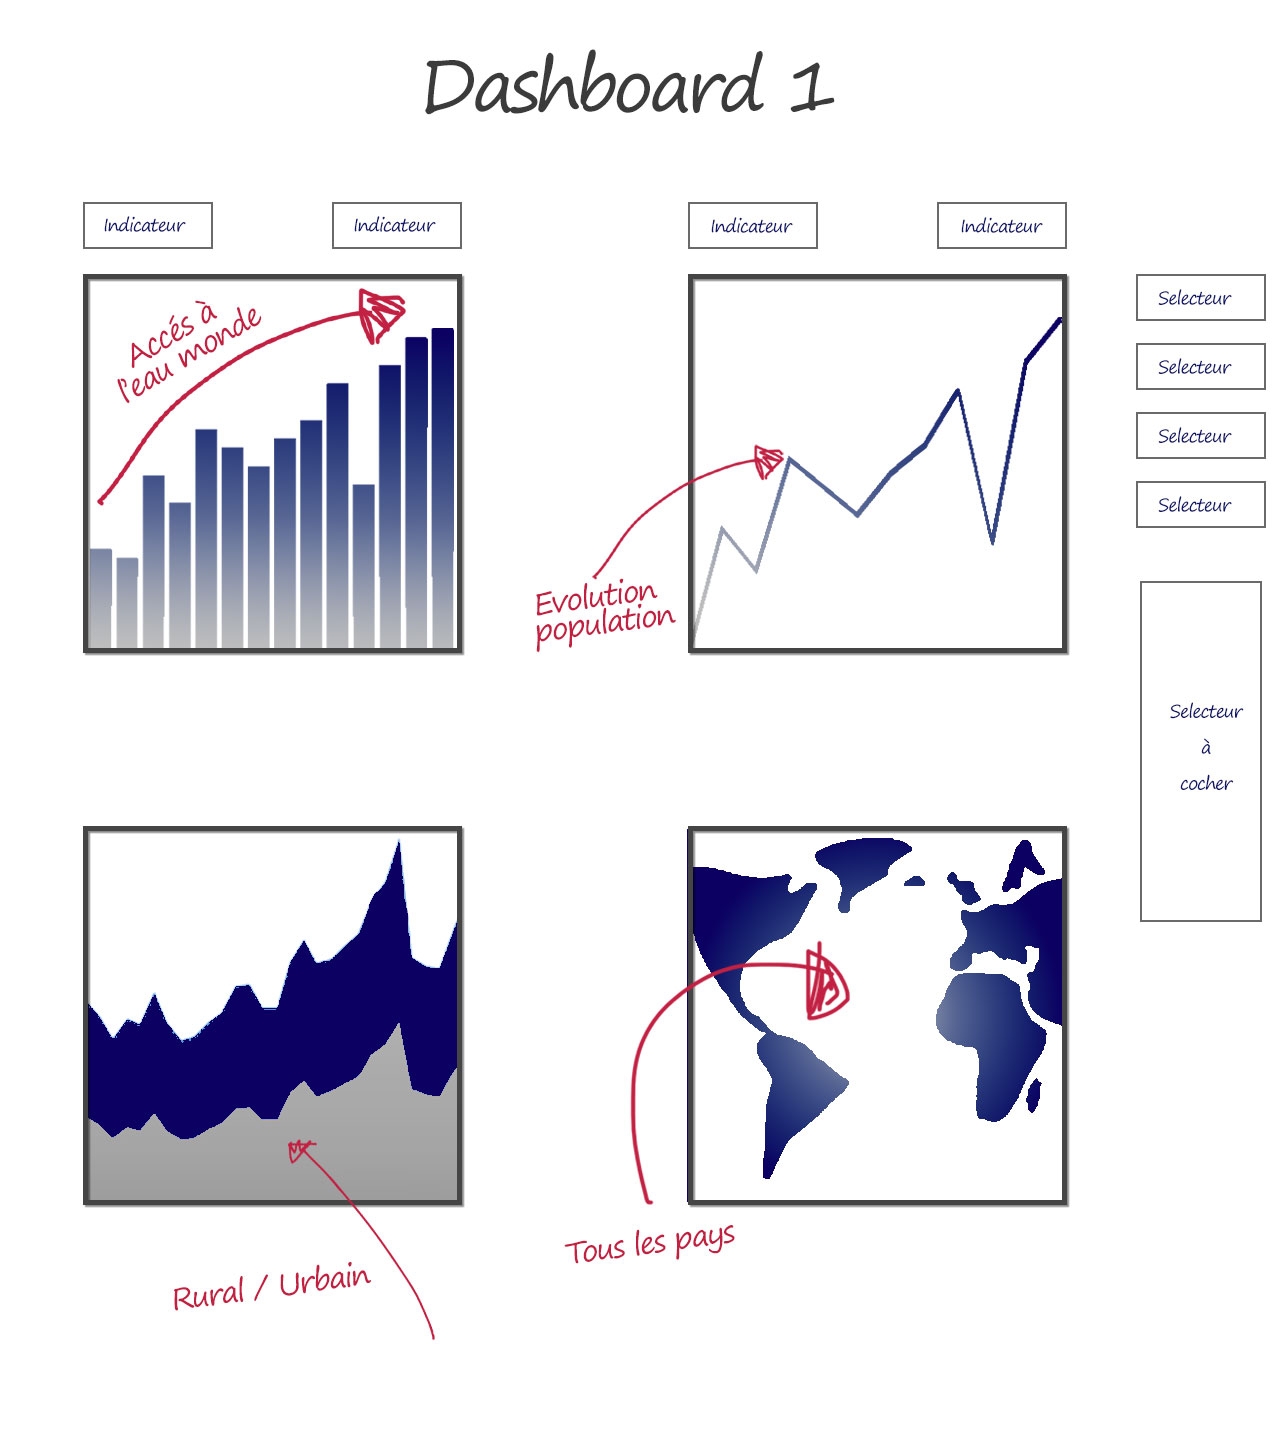 Dashboard 1
Indicateur
Indicateur
Indicateur
Indicateur
Accés à
l'eau monde
Selecteur
Selecteur
Selecteur
Selecteur
Evolution
population
Selecteur
à
cocher
Rural / Urbain
Tous les pays